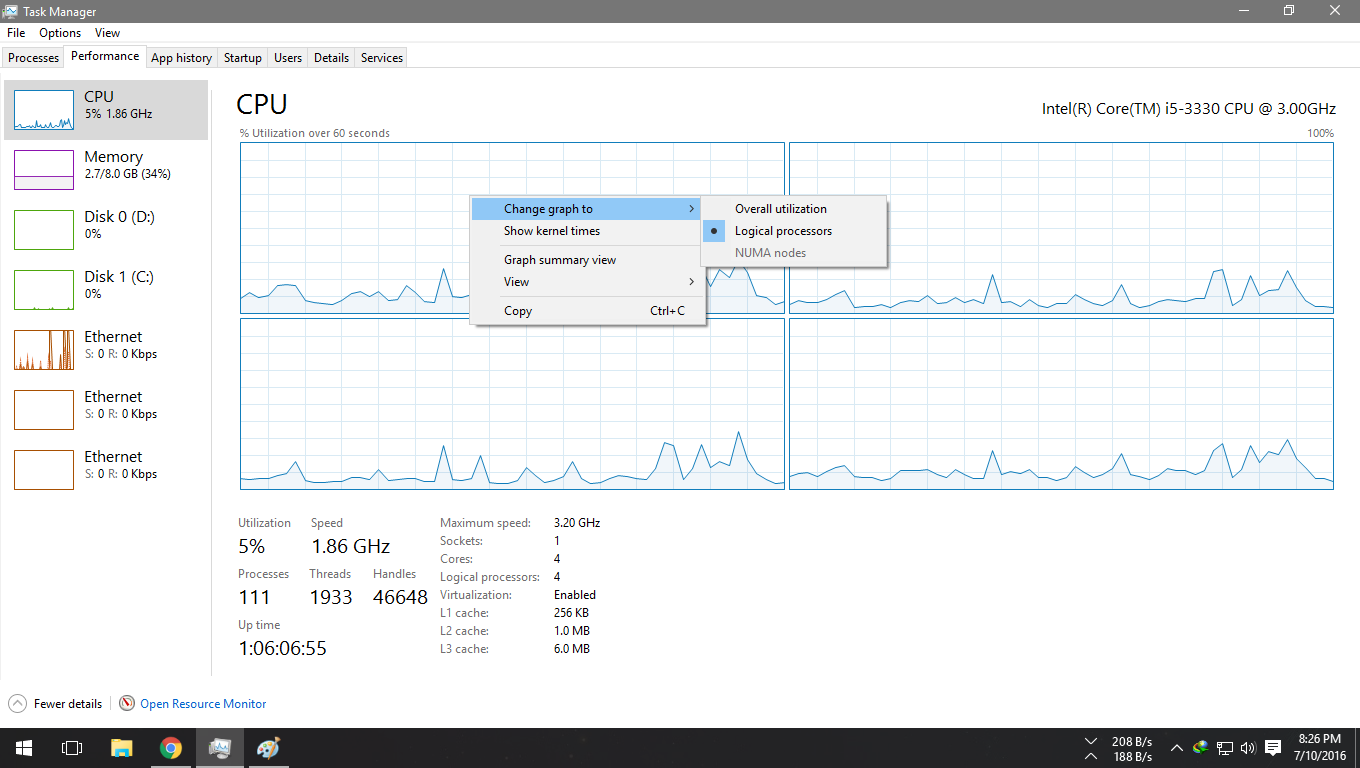 Task Manager
File Options View
Processes Performance App history Startup Users Details Services
CPU
5% 1.86 GHz
Memory
2.7/8.0 GB (34%)
Disk 0 (D:)
0%
Disk 1 (C:)
0%
Ethernet
S: 0 R: 0 Kbps
Ethernet
S: 0 R: 0 Kbps
Ethernet
S: 0 R: 0 Kbps
CPU
Intel(R) Core(TM) i5-3330 CPU @ 3.00GHz
% Utilization over 60 seconds 100%
Change graph to
Show kernel times
Graph summary view
View
Copy Ctrl+C
Overall utilization
Logical processors
NUMA nodes
Utilization Speed
5% 1.86 GHz
Processes Threads Handles
111 1933 46648
Up time
1:06:06:55
Maximum speed: 3.20 GHz
Sockets: 1
Cores: 4
Logical processors: 4
Virtualization: Enabled
L1 cache: 256 KB
L2 cache: 1.0 MB
L3 cache: 6.0 MB
Fewer details Open Resource Monitor
208 B/s
188 B/s
8:26 PM
7/10/2016